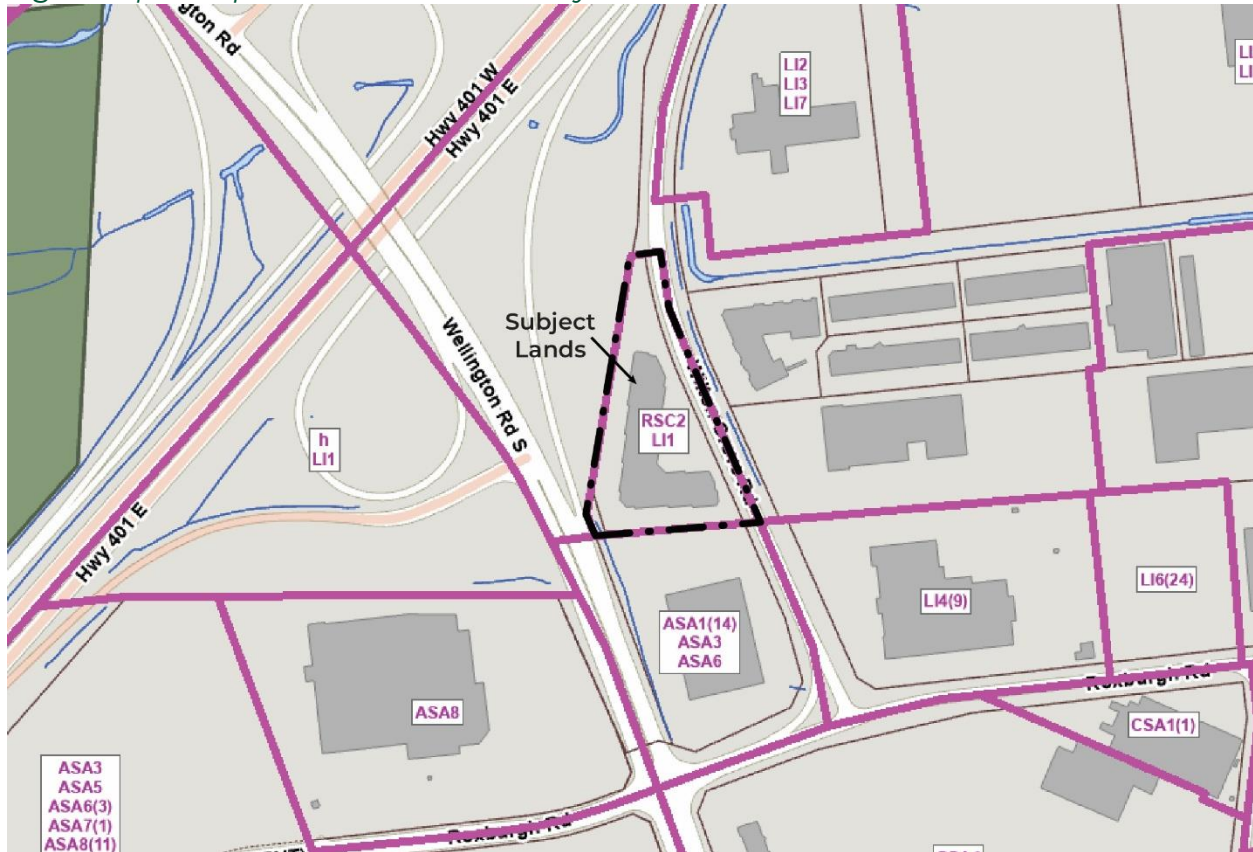 gton Rd
Hwy 401 W
Hwy 401 E
LI2
LI3
LI7
LI
LI
Subject
Lands
Wellington Rd S
RSC2
LI1
h
LI1
Hwy 401 E
LI4(9)
LI6(24)
ASA1(14)
ASA3
ASA6
Roxburgh Rd
ASA8
CSA1(1)
ASA3
ASA5
ASA6(3)
ASA7(1)
ASA8(11)
Roxburgh Rd